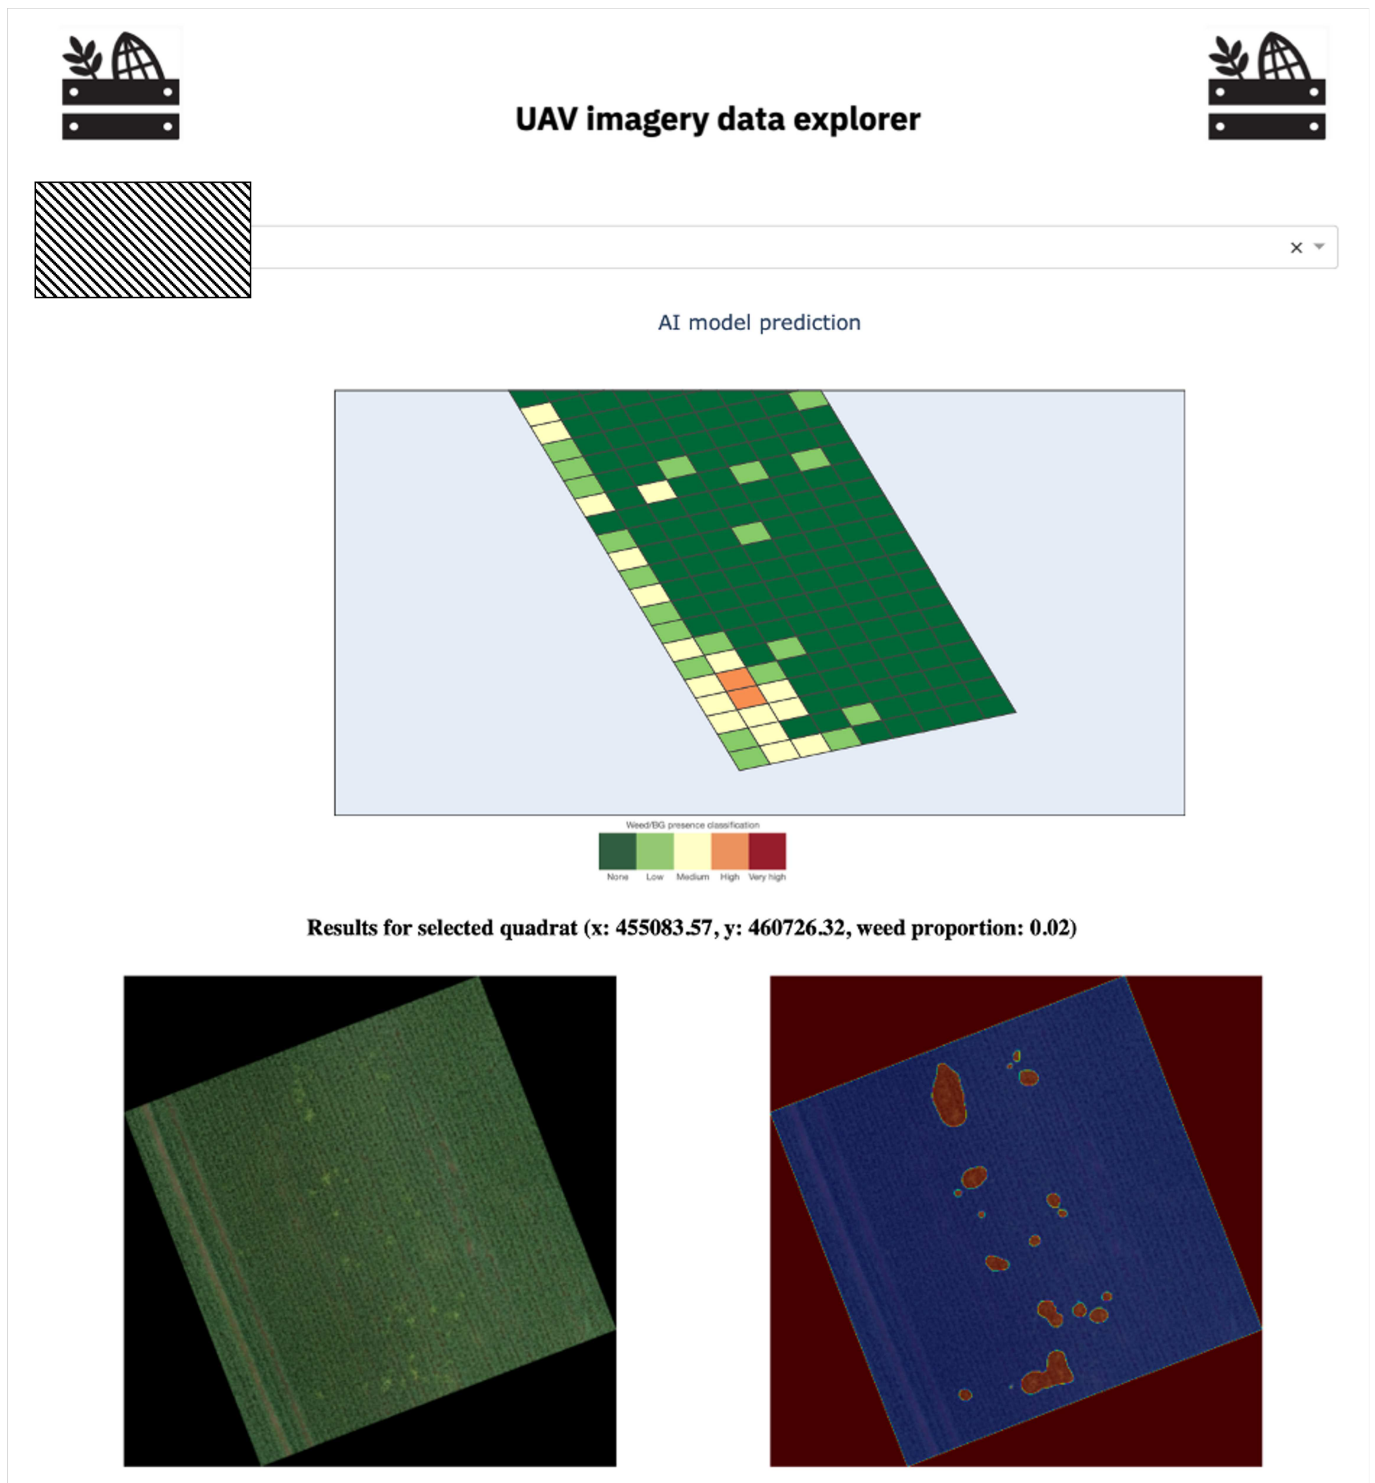 UAV imagery data explorer
×
AI model prediction
Weed/BG presence classification
None Low Medium High Very high
Results for selected quadrat (x: 455083.57, y: 460726.32, weed proportion: 0.02)